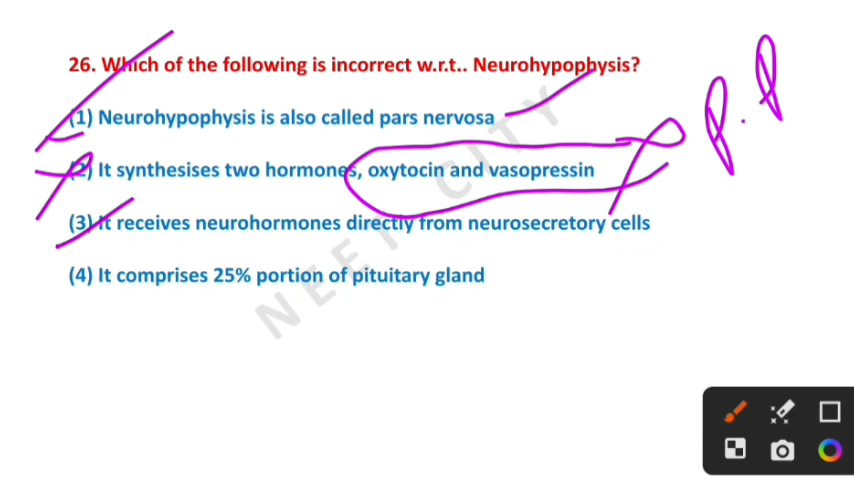 26. Which of the following is incorrect w.r.t.. Neurohypophysis?
(1) Neurohypophysis is also called pars nervosa
(2) It synthesises two hormones, oxytocin and vasopressin
(3) It receives neurohormones directly from neurosecretory cells
(4) It comprises 25% portion of pituitary gland
NEET CITY
P.P